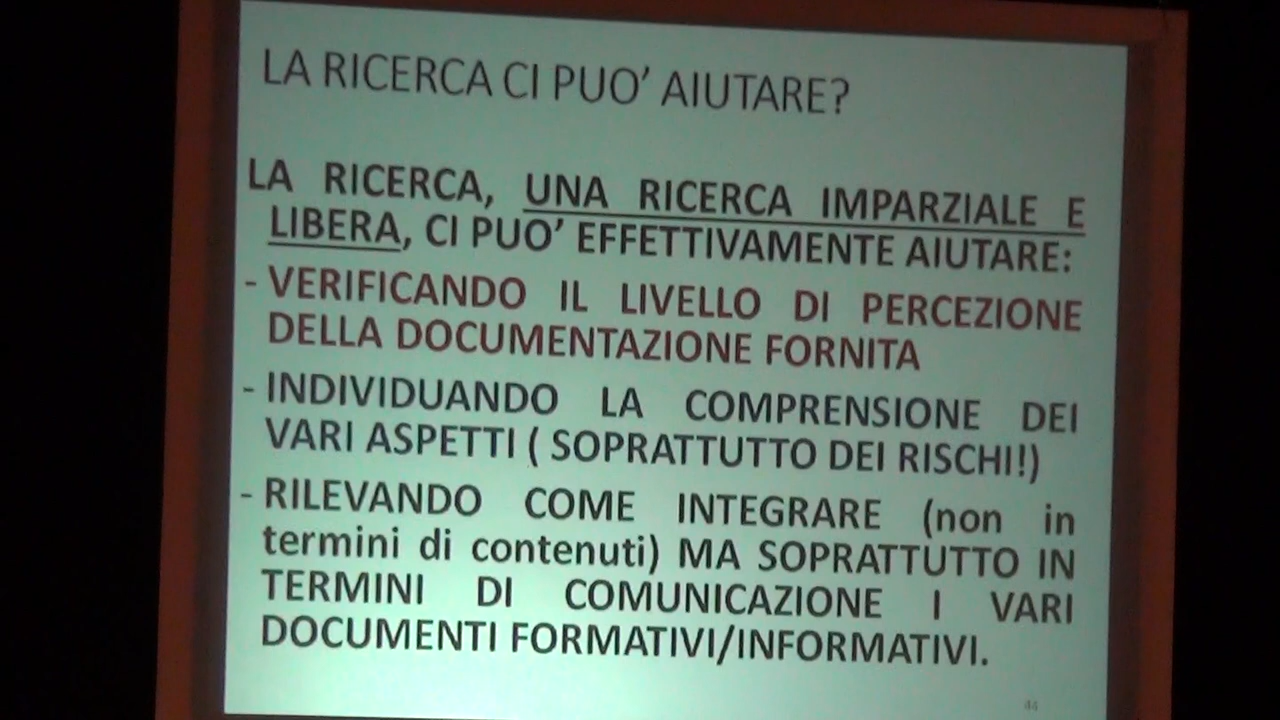 LA RICERCA CI PUO' AIUTARE?
LA RICERCA, UNA RICERCA IMPARZIALE E
LIBERA, CI PUO' EFFETTIVAMENTE AIUTARE:
- VERIFICANDO IL LIVELLO DI PERCEZIONE
DELLA DOCUMENTAZIONE FORNITA
- INDIVIDUANDO LA COMPRENSIONE DEI
VARI ASPETTI ( SOPRATTUTTO DEI RISCHI!)
- RILEVANDO COME INTEGRARE (non in
termini di contenuti) MA SOPRATTUTTO IN
TERMINI DI COMUNICAZIONE I VARI
DOCUMENTI FORMATIVI/INFORMATIVI.
44